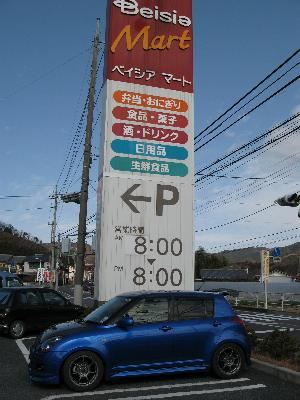 Beisia
Mart
ベイシア マート
弁当・おにぎり
食品・菓子
酒・ドリンク
日用品
生鮮食品
←P
営業時間
AM 8:00
▼
PM 8:00